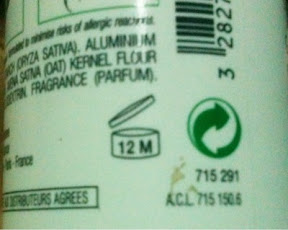 to minimise risks of allergic reactions.
(ORYZA SATIVA), ALUMINIUM
SATIVA (OAT) KERNEL FLOUR
FRAGRANCE (PARFUM).
3 2827
12 M
- France
715 291
DISTRIBUTEURS AGREES
A.C.L. 715 150.6